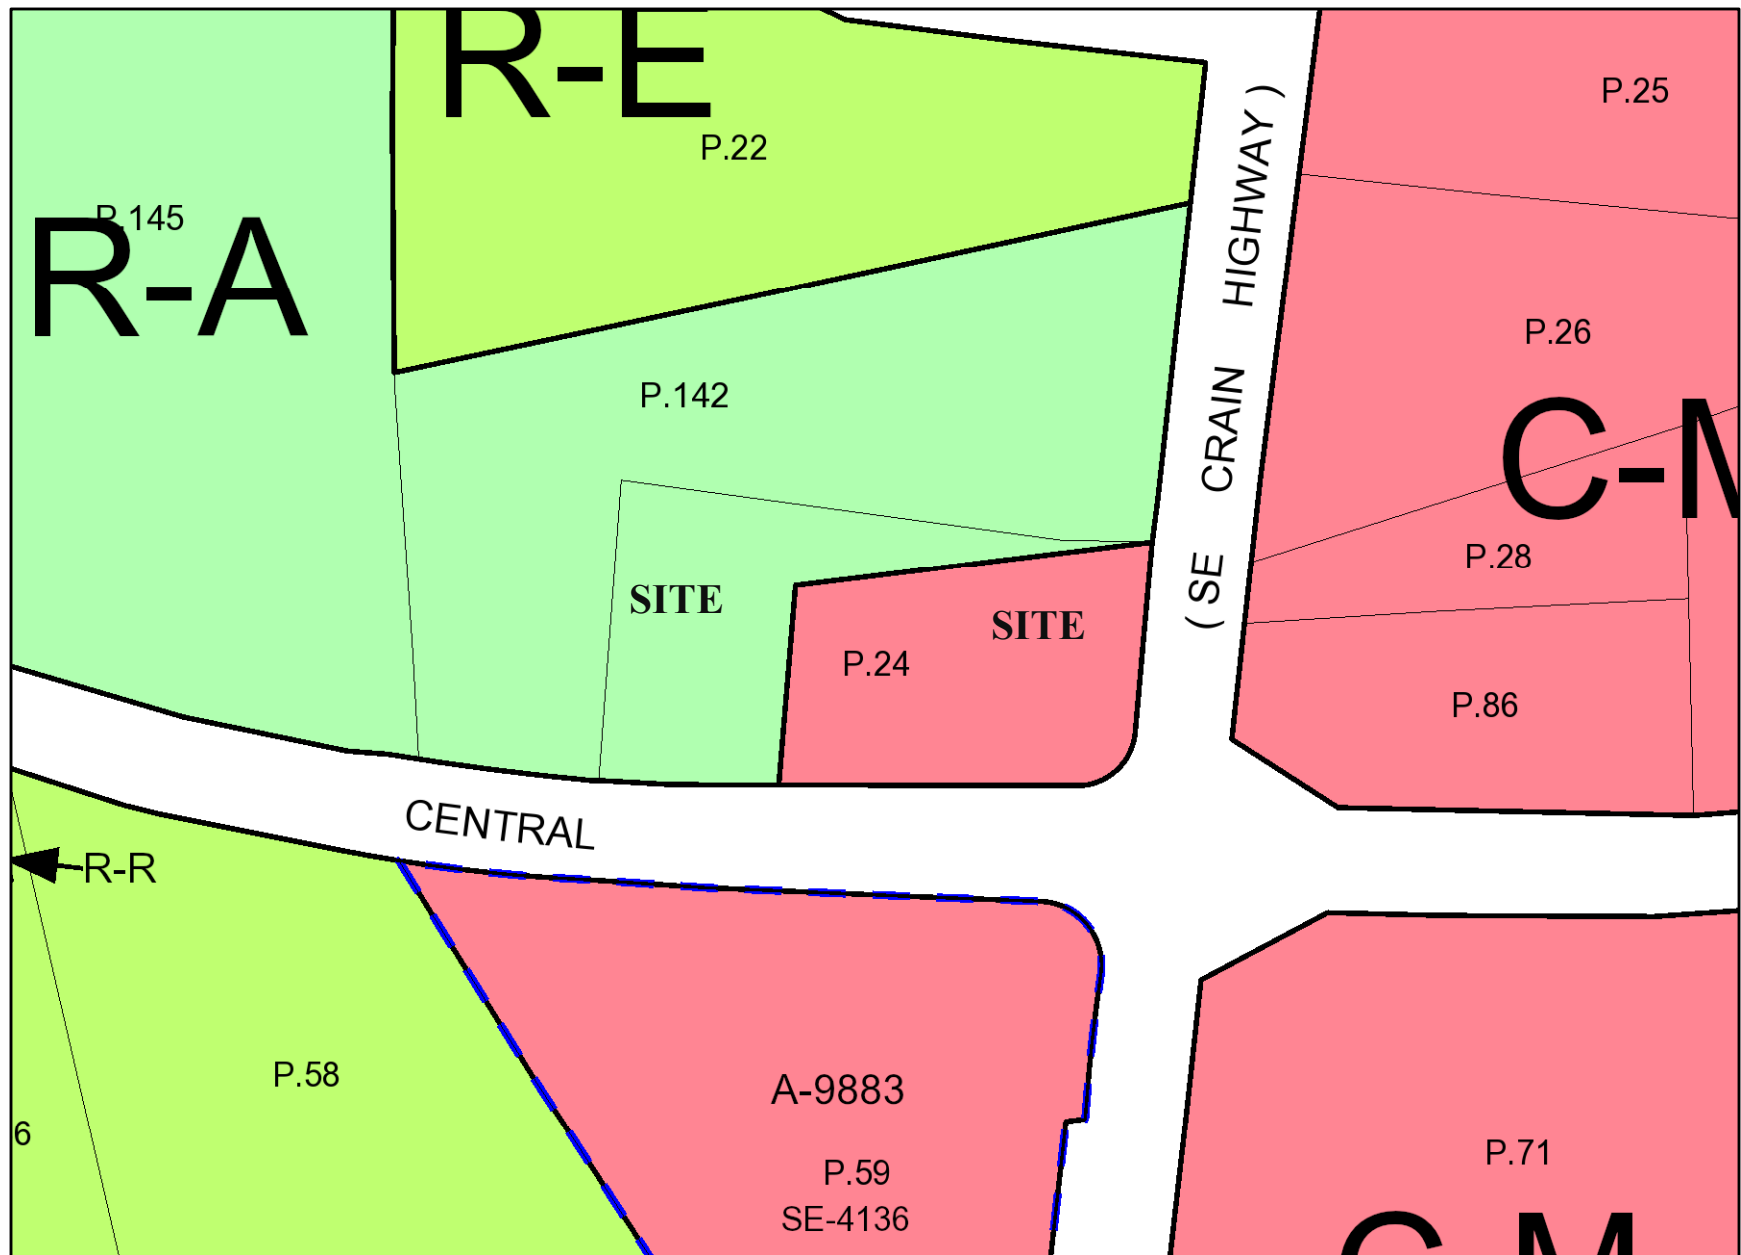 R-E
P.25
P.22
P.145
R-A
( SE CRAIN HIGHWAY )
P.26
P.142
C-M
P.28
SITE
SITE
P.24
P.86
CENTRAL
R-R
P.58
A-9883
6
P.71
P.59
SE-4136
C-M